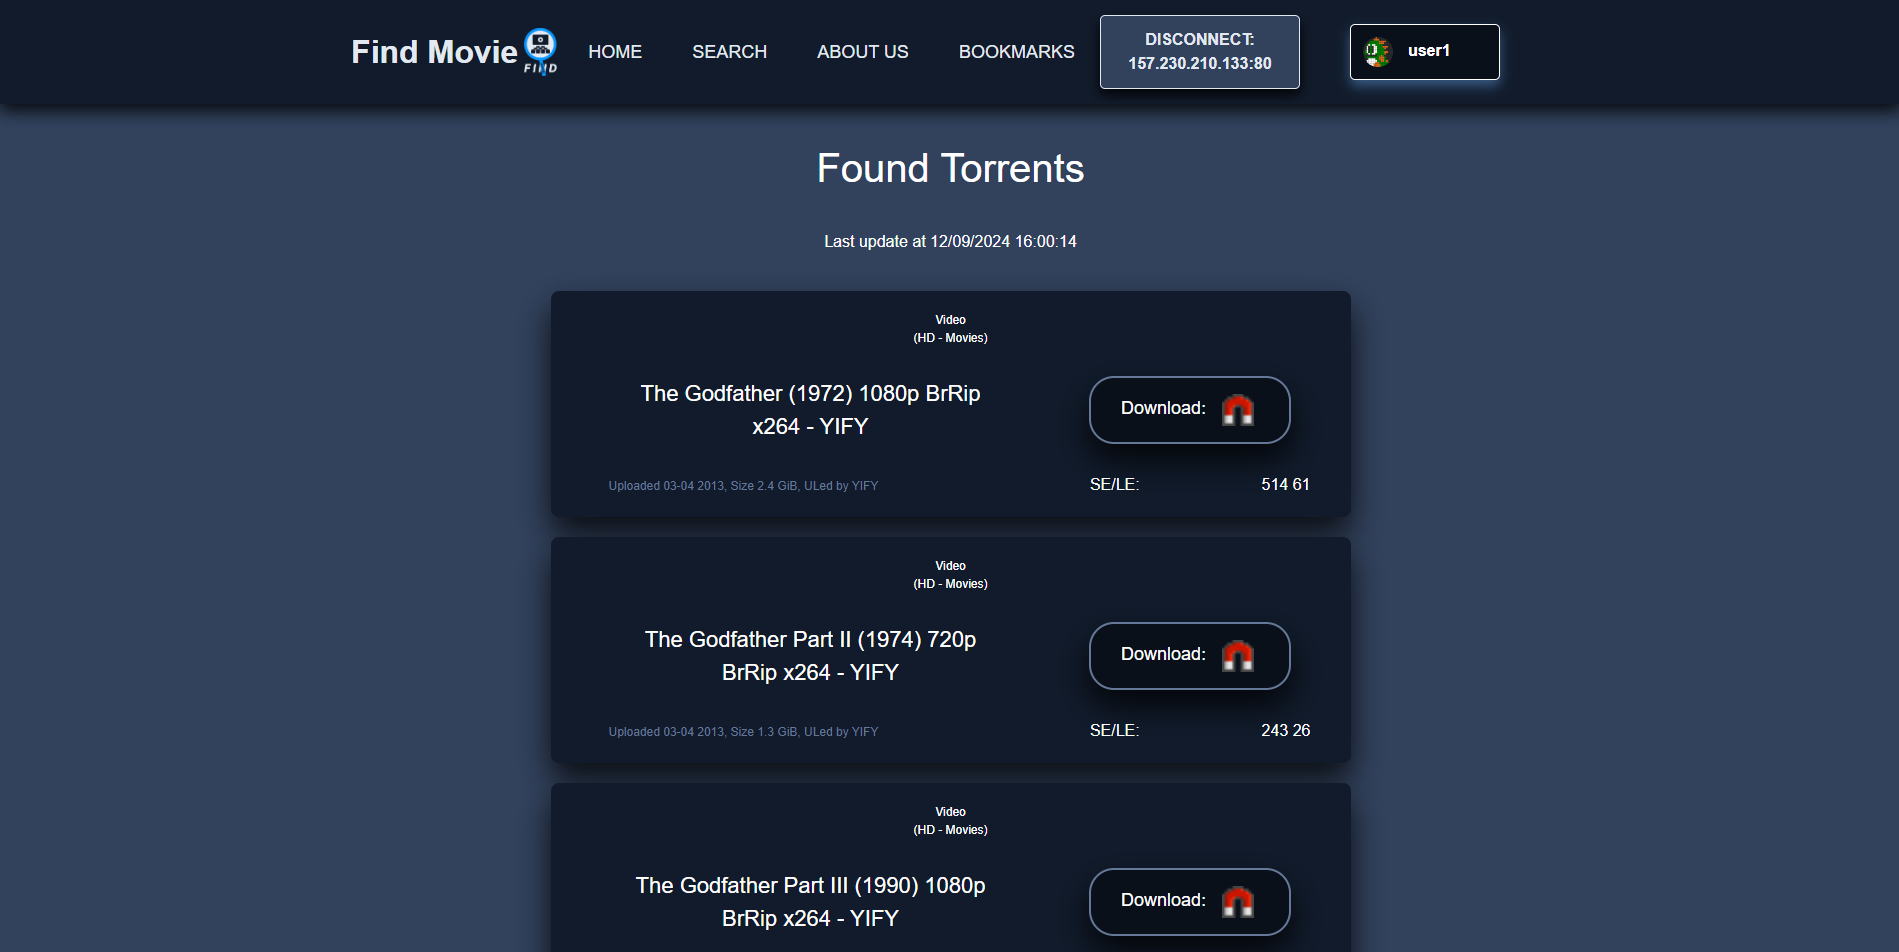 Find Movie
FIND
HOME
SEARCH
ABOUT US
BOOKMARKS
DISCONNECT:
157.230.210.133:80
user1
Found Torrents
Last update at 12/09/2024 16:00:14
Video
(HD - Movies)
The Godfather (1972) 1080p BrRip
x264 - YIFY
Download:
Uploaded 03-04 2013, Size 2.4 GiB, ULed by YIFY
SE/LE:
514 61
Video
(HD - Movies)
The Godfather Part II (1974) 720p
BrRip x264 - YIFY
Download:
Uploaded 03-04 2013, Size 1.3 GiB, ULed by YIFY
SE/LE:
243 26
Video
(HD - Movies)
The Godfather Part III (1990) 1080p
BrRip x264 - YIFY
Download: